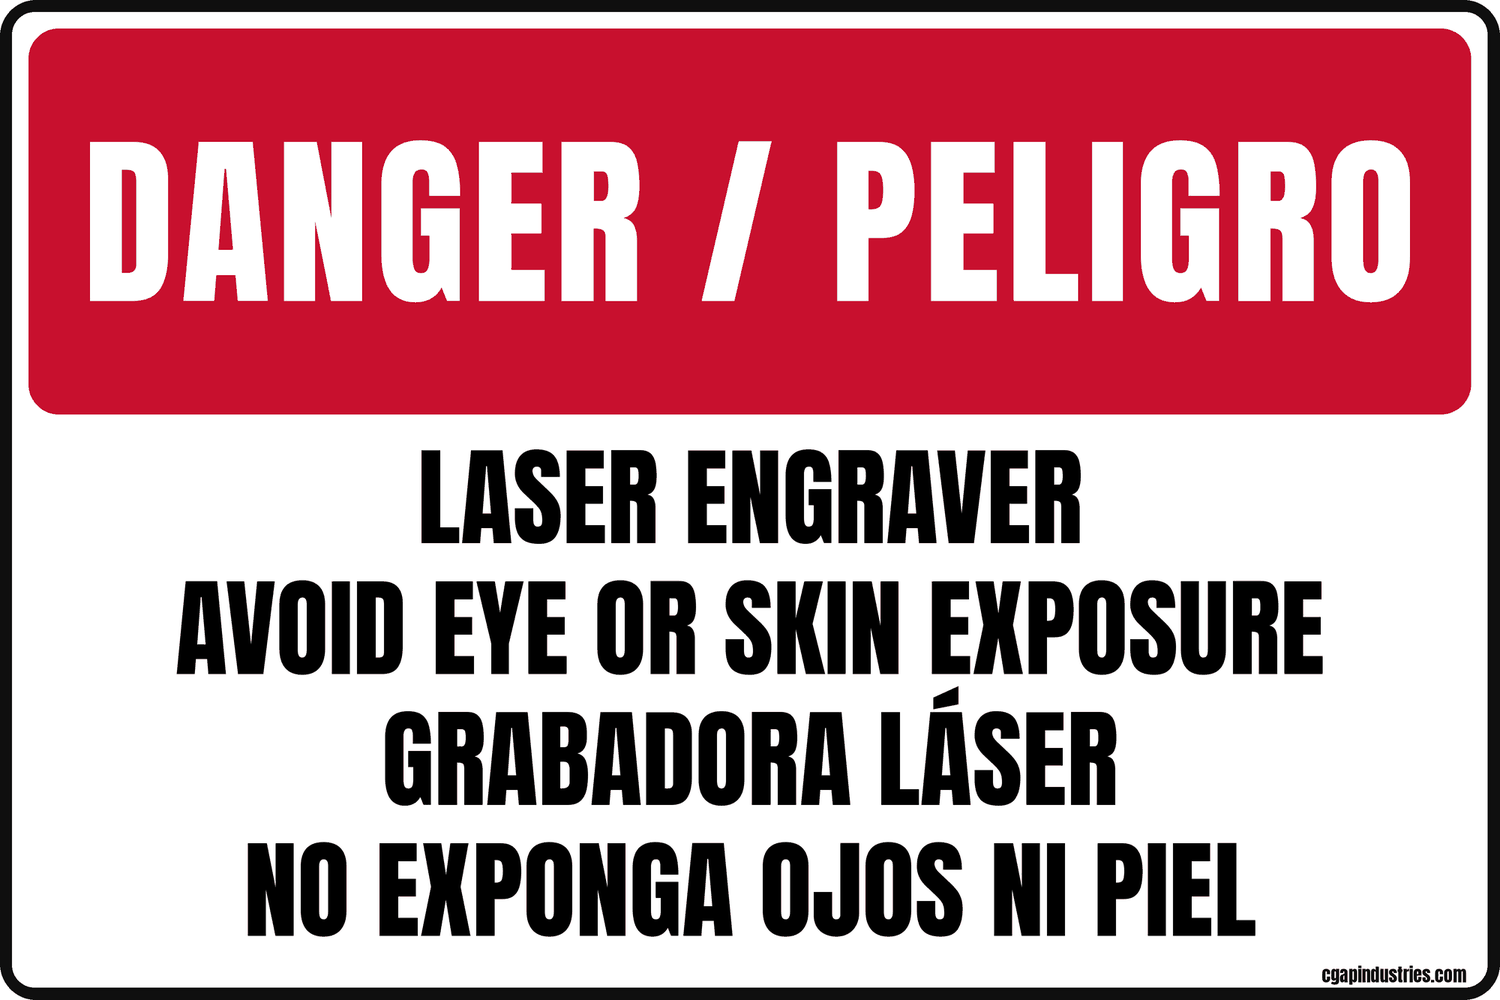 DANGER / PELIGRO
LASER ENGRAVER
AVOID EYE OR SKIN EXPOSURE
GRABADORA LÁSER
NO EXPONGA OJOS NI PIEL
cgapindustries.com